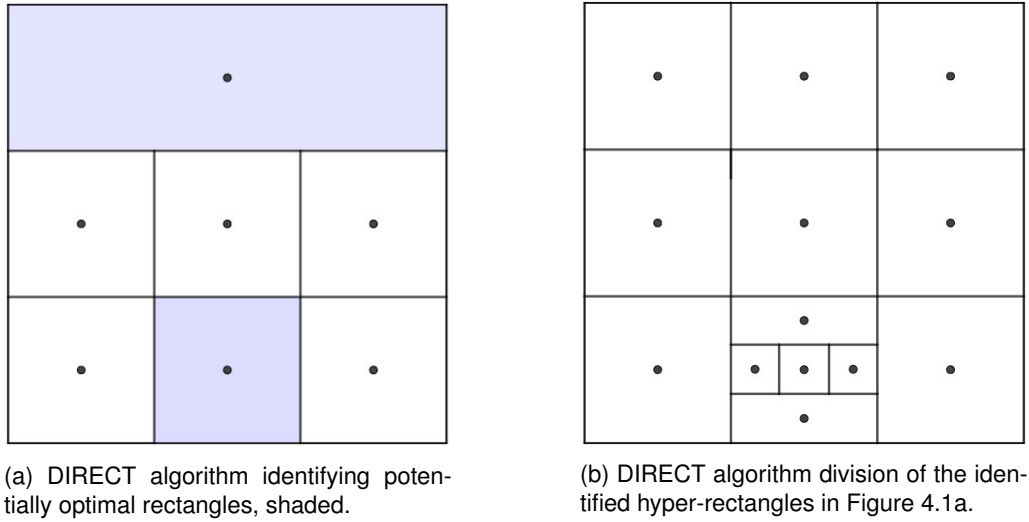 (a) DIRECT algorithm identifying poten-
tially optimal rectangles, shaded.
(b) DIRECT algorithm division of the iden-
tified hyper-rectangles in Figure 4.1a.